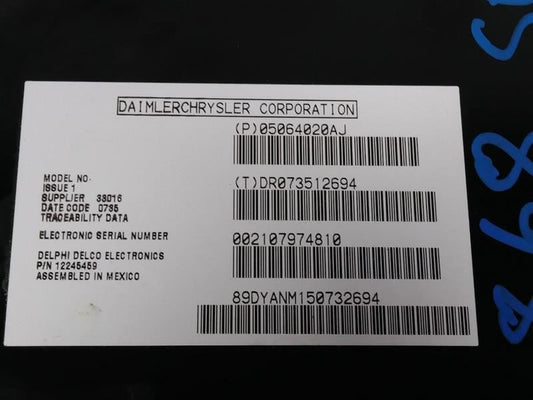 DAIMLERCHRYSLER CORPORATION
(P)05064020AJ
MODEL NO.
ISSUE 1
SUPPLIER 38016
DATE CODE 0735
TRACEABILITY DATA
(T)DR073512694
ELECTRONIC SERIAL NUMBER
002107974810
DELPHI DELCO ELECTRONICS
P/N 12245459
ASSEMBLED IN MEXICO
89DYANM150732694